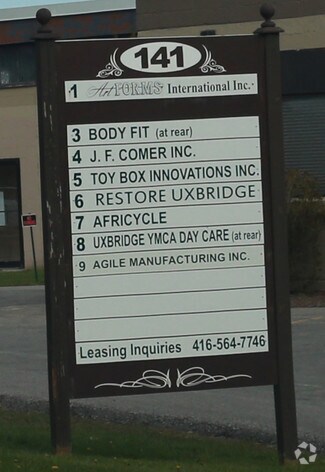 141
1 ArtFORMS International Inc.
3 BODY FIT (at rear)
4 J. F. COMER INC.
5 TOY BOX INNOVATIONS INC.
6 RESTORE UXBRIDGE
7 AFRICYCLE
8 UXBRIDGE YMCA DAY CARE (at rear)
9 AGILE MANUFACTURING INC.
Leasing Inquiries 416-564-7746